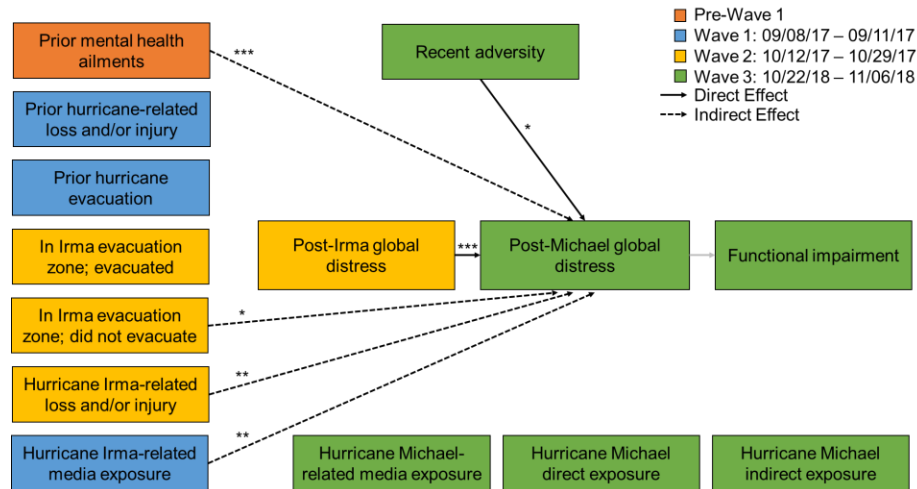 Prior mental health
ailments
***
Recent adversity
Pre-Wave 1
Wave 1: 09/08/17 – 09/11/17
Wave 2: 10/12/17 - 10/29/17
Wave 3: 10/22/18 - 11/06/18
Direct Effect
Indirect Effect
Prior hurricane-related
loss and/or injury
*
Prior hurricane
evacuation
In Irma evacuation
zone; evacuated
Post-Irma global
distress
***
Post-Michael global
distress
Functional impairment
In Irma evacuation
zone; did not evacuate
*
Hurricane Irma-related
loss and/or injury
**
Hurricane Irma-related
media exposure
**
Hurricane Michael-
related media exposure
Hurricane Michael
direct exposure
Hurricane Michael
indirect exposure